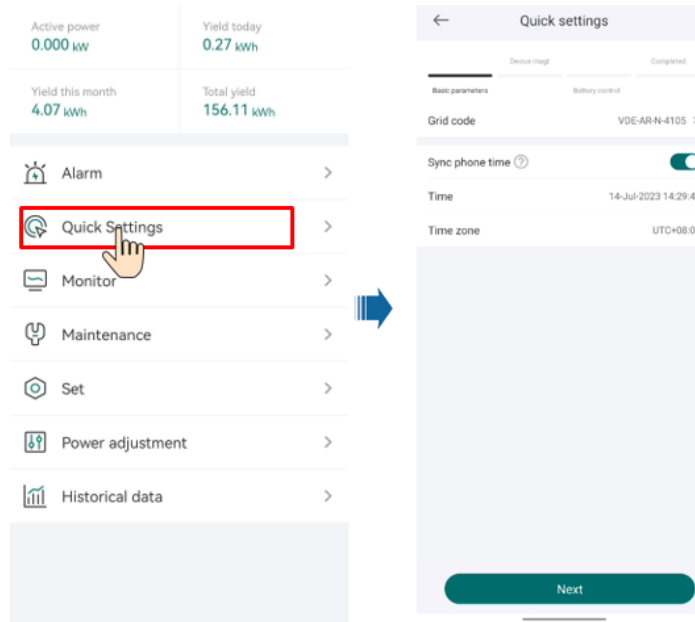 Active power
0.000 kW
Yield today
0.27 kWh
Yield this month
4.07 kWh
Total yield
156.11 kWh
Alarm
Quick Settings
Monitor
Maintenance
Set
Power adjustment
Historical data
Quick settings
Device magt
Completed
Basic parameters
Battery control
Grid code
VDE-AR-N-4105
Sync phone time
Time
14-Jul-2023 14:29:4
Time zone
UTC+08:0
Next